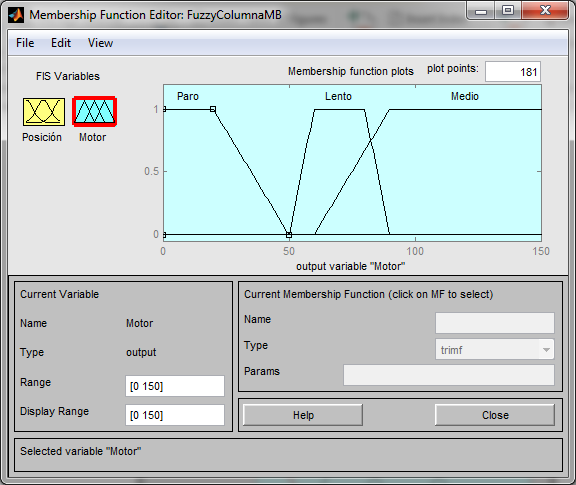 Membership Function Editor: FuzzyColumnaMB
File Edit View
FIS Variables
Membership function plots plot points: 181
Posición Motor
Paro Lento Medio
1
0.5
0
0 50 100 150
output variable "Motor"
Current Variable
Name Motor
Type output
Range [0 150]
Display Range [0 150]
Current Membership Function (click on MF to select)
Name
Type trimf
Params
Help Close
Selected variable "Motor"